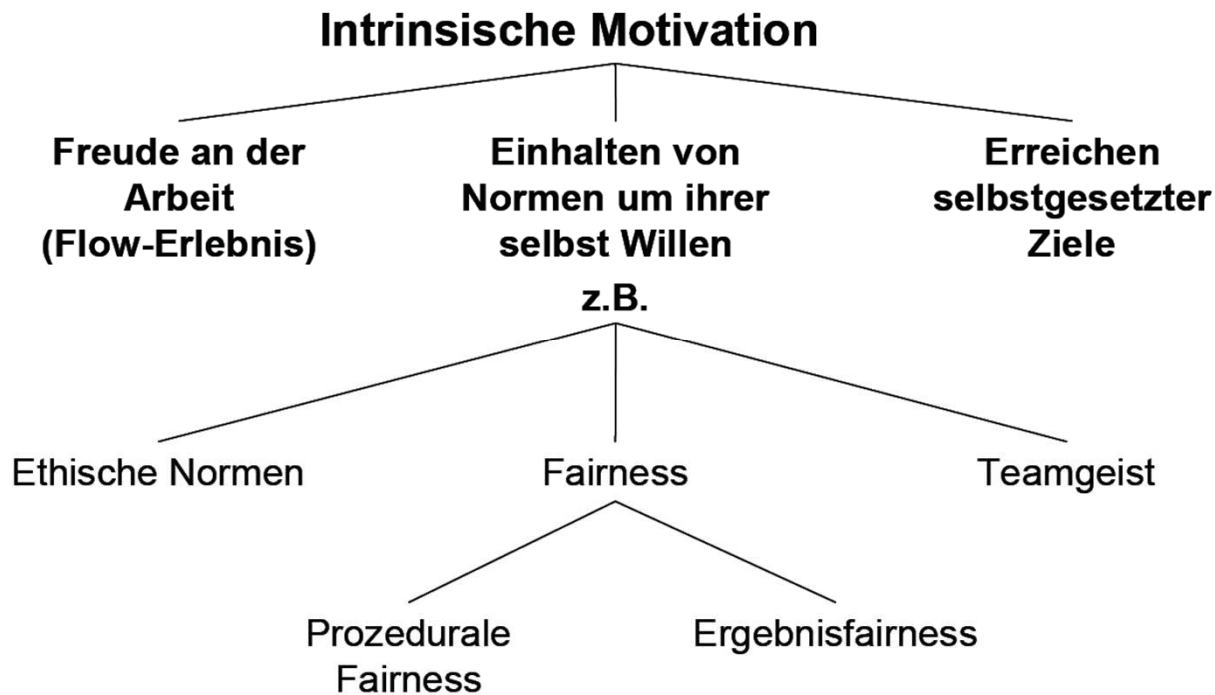 Intrinsische Motivation
Freude an der
Arbeit
(Flow-Erlebnis)
Einhalten von
Normen um ihrer
selbst Willen
z.B.
Erreichen
selbstgesetzter
Ziele
Ethische Normen
Fairness
Teamgeist
Prozedurale
Fairness
Ergebnisfairness